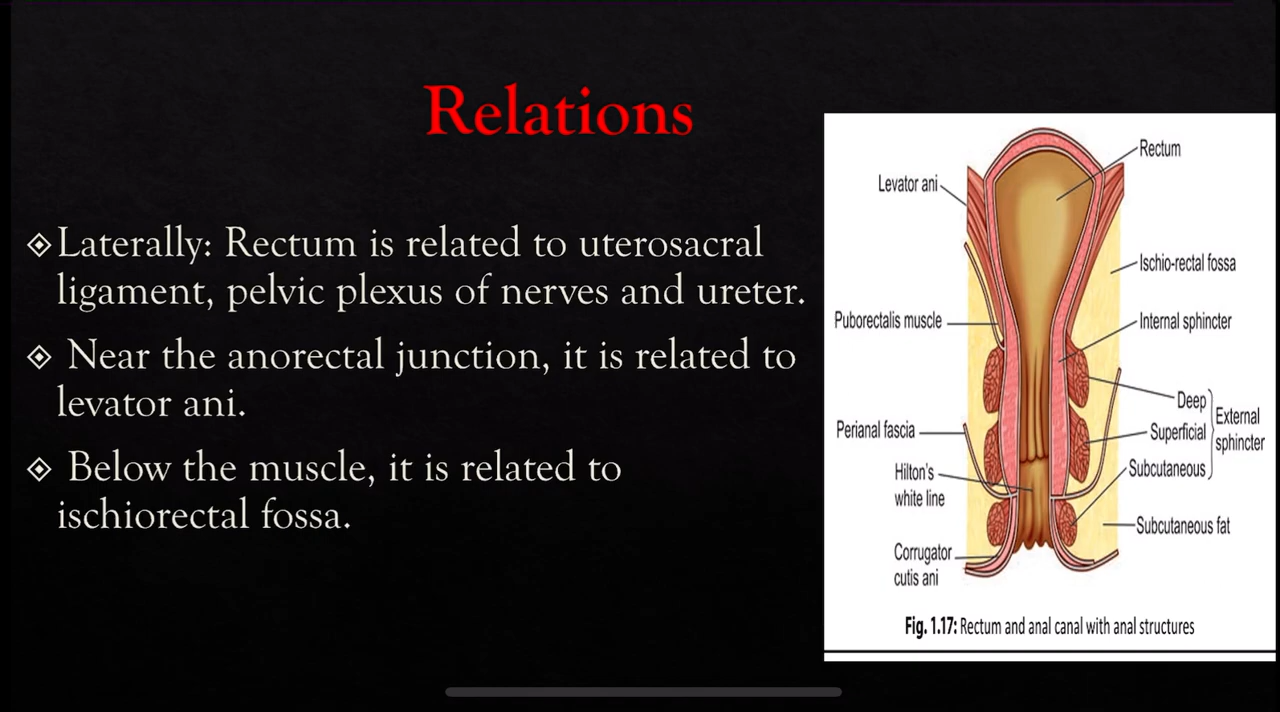 Relations
Laterally: Rectum is related to uterosacral
ligament, pelvic plexus of nerves and ureter.
Near the anorectal junction, it is related to
levator ani.
Below the muscle, it is related to
ischiorectal fossa.
Rectum
Levator ani
Ischio-rectal fossa
Puborectalis muscle
Internal sphincter
Deep
Superficial
Subcutaneous
External
sphincter
Perianal fascia
Hilton's
white line
Subcutaneous fat
Corrugator
cutis ani
Fig. 1.17: Rectum and anal canal with anal structures